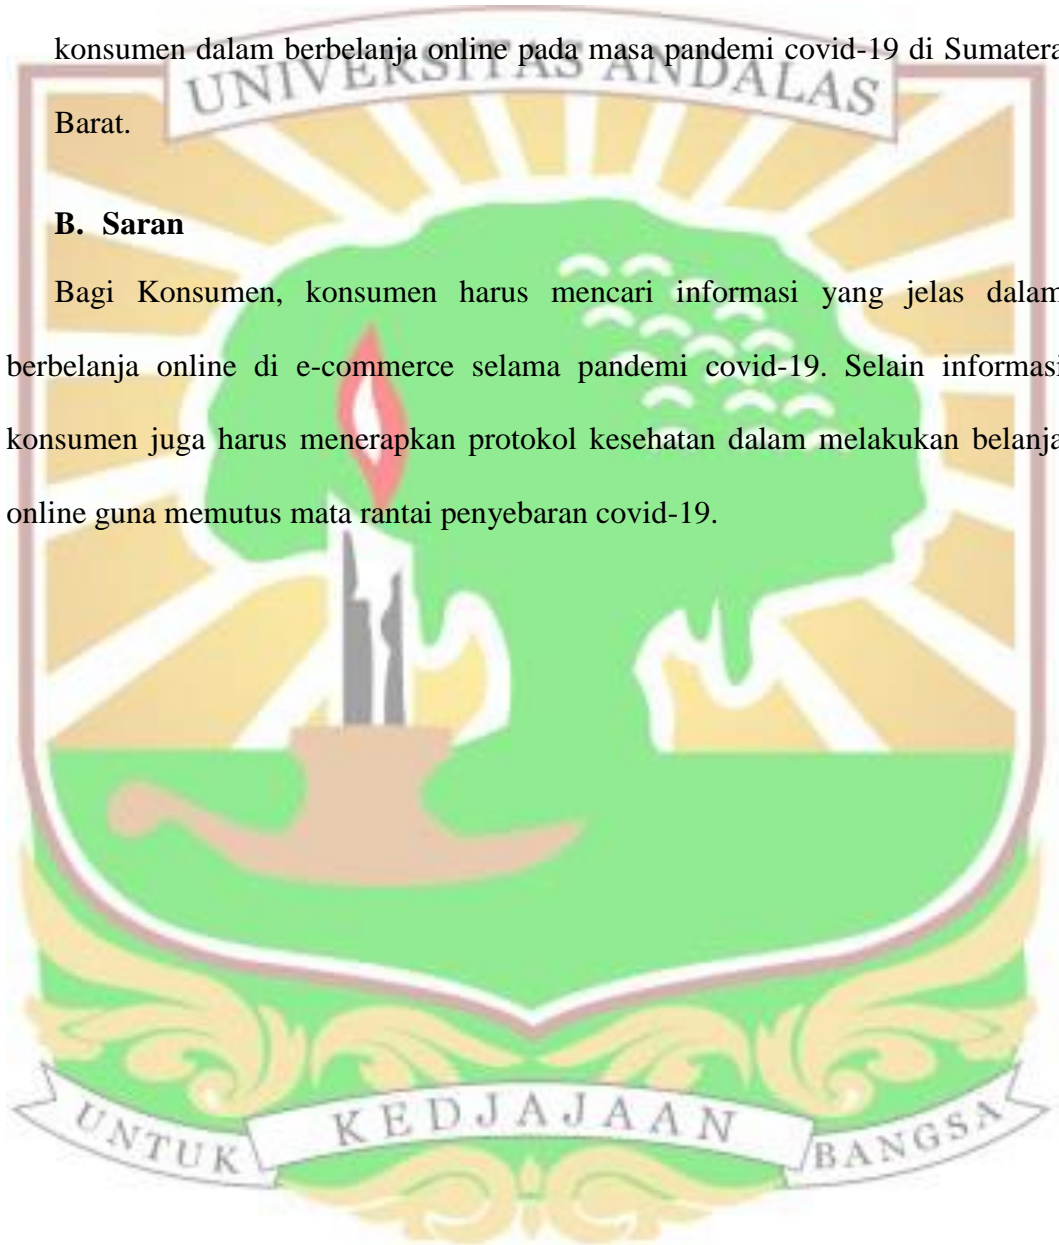 konsumen dalam berbelanja online pada masa pandemi covid-19 di Sumatera
UNIVERSITAS ANDALAS
Barat.
B. Saran
Bagi Konsumen, konsumen harus mencari informasi yang jelas dalam
berbelanja online di e-commerce selama pandemi covid-19. Selain informasi
konsumen juga harus menerapkan protokol kesehatan dalam melakukan belanja
online guna memutus mata rantai penyebaran covid-19.
UNTUK KEDJAJAAN BANGSA